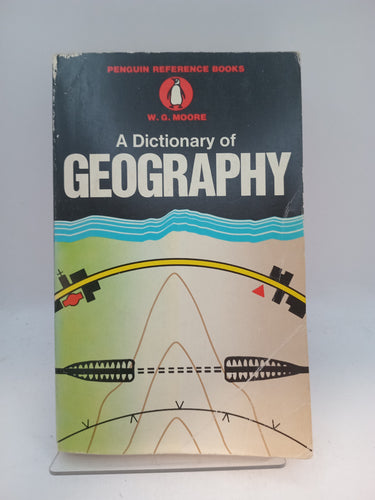 PENGUIN REFERENCE BOOKS
W. G. MOORE
A Dictionary of
GEOGRAPHY